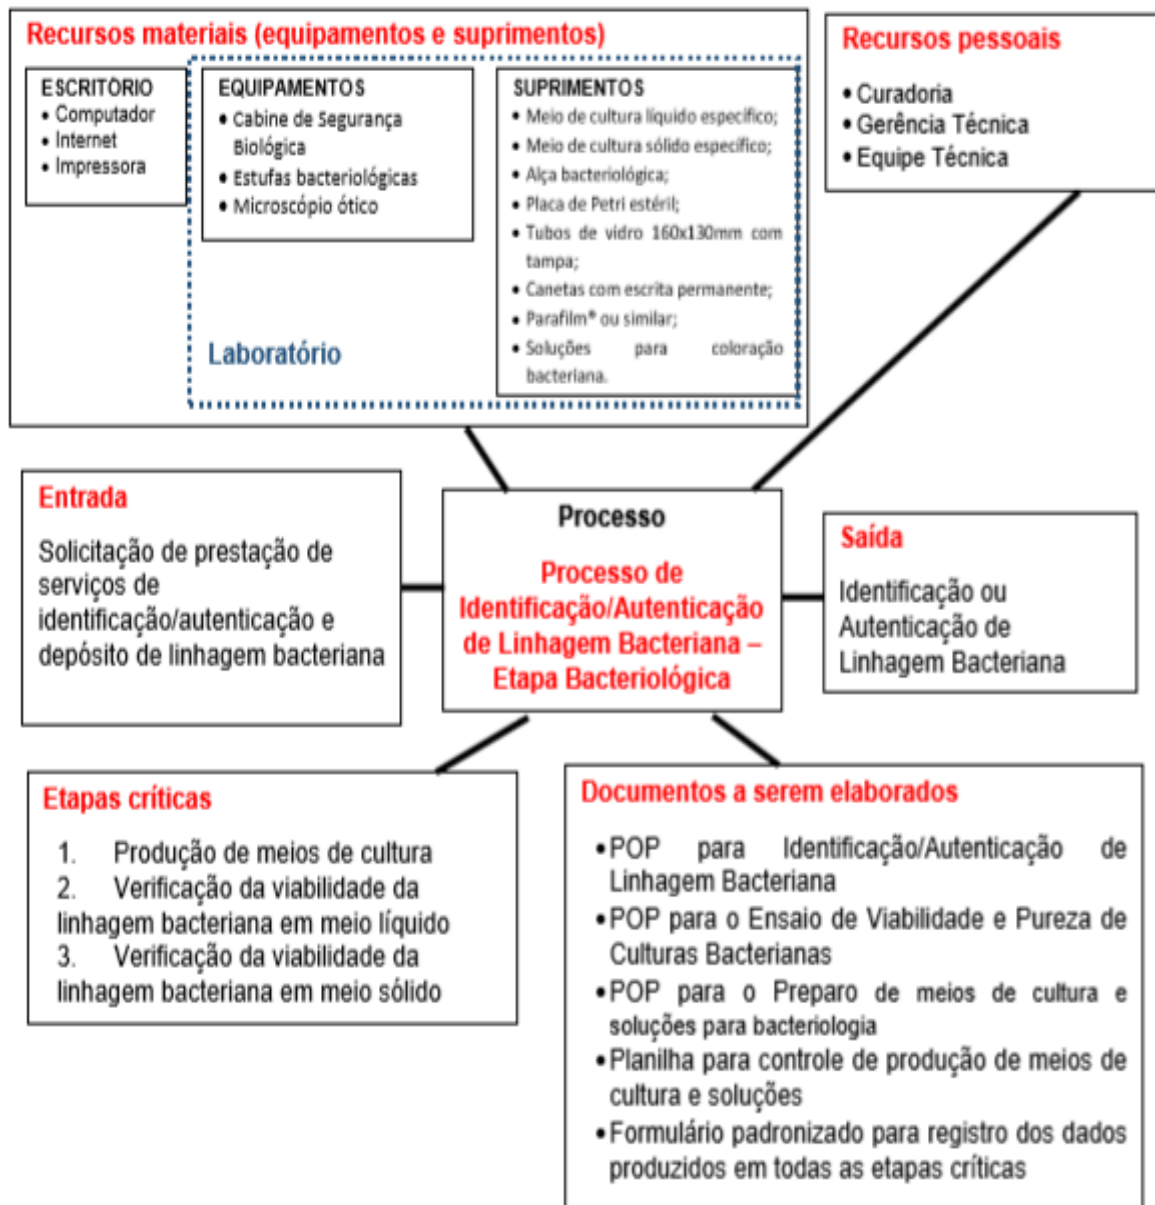 Recursos materiais (equipamentos e suprimentos)
ESCRITÓRIO
• Computador
• Internet
• Impressora
EQUIPAMENTOS
• Cabine de Segurança
Biológica
• Estufas bacteriológicas
• Microscópio ótico
SUPRIMENTOS
• Meio de cultura líquido específico;
• Meio de cultura sólido específico;
• Alça bacteriológica;
• Placa de Petri estéril;
• Tubos de vidro 160x130mm com
tampa;
• Canetas com escrita permanente;
• Parafilm® ou similar;
• Soluções para coloração
bacteriana.
Laboratório
Recursos pessoais
• Curadoria
• Gerência Técnica
• Equipe Técnica
Entrada
Solicitação de prestação de
serviços de
identificação/autenticação e
depósito de linhagem bacteriana
Processo
Processo de
Identificação/Autenticação
de Linhagem Bacteriana –
Etapa Bacteriológica
Saída
Identificação ou
Autenticação de
Linhagem Bacteriana
Etapas críticas
1. Produção de meios de cultura
2. Verificação da viabilidade da
linhagem bacteriana em meio líquido
3. Verificação da viabilidade da
linhagem bacteriana em meio sólido
Documentos a serem elaborados
• POP para Identificação/Autenticação de
Linhagem Bacteriana
• POP para o Ensaio de Viabilidade e Pureza de
Culturas Bacterianas
• POP para o Preparo de meios de cultura e
soluções para bacteriologia
• Planilha para controle de produção de meios de
cultura e soluções
• Formulário padronizado para registro dos dados
produzidos em todas as etapas críticas